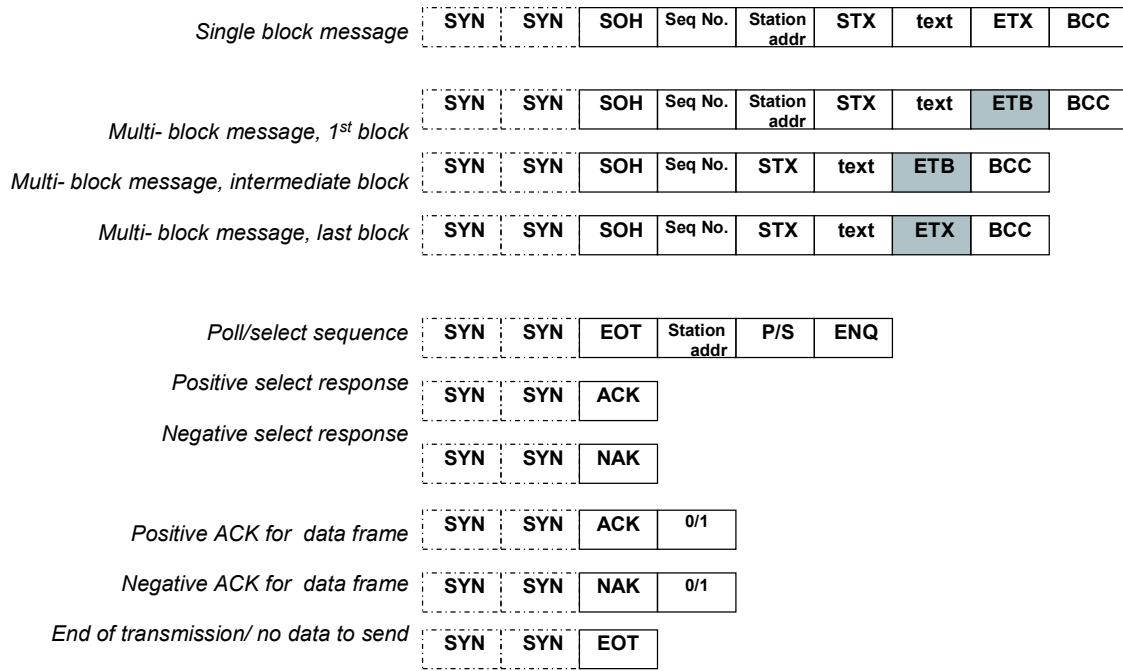 Single block message SYN SYN SOH Seq No. Station addr STX text ETX BCC
Multi- block message, 1st block SYN SYN SOH Seq No. Station addr STX text ETB BCC
Multi- block message, intermediate block SYN SYN SOH Seq No. STX text ETB BCC
Multi- block message, last block SYN SYN SOH Seq No. STX text ETX BCC
Poll/select sequence SYN SYN EOT Station addr P/S ENQ
Positive select response SYN SYN ACK
Negative select response SYN SYN NAK
Positive ACK for data frame SYN SYN ACK 0/1
Negative ACK for data frame SYN SYN NAK 0/1
End of transmission/ no data to send SYN SYN EOT